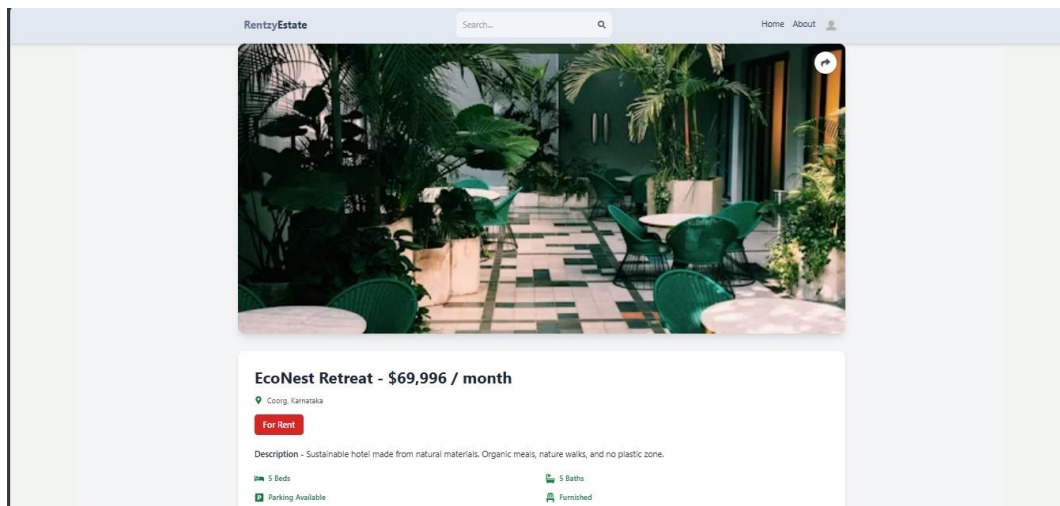 RentzyEstate
Search...
Home About
EcoNest Retreat - $69,996 / month
Coorg, Karnataka
For Rent
Description - Sustainable hotel made from natural materials. Organic meals, nature walks, and no plastic zone.
5 Beds
5 Baths
P Parking Available
Furnished